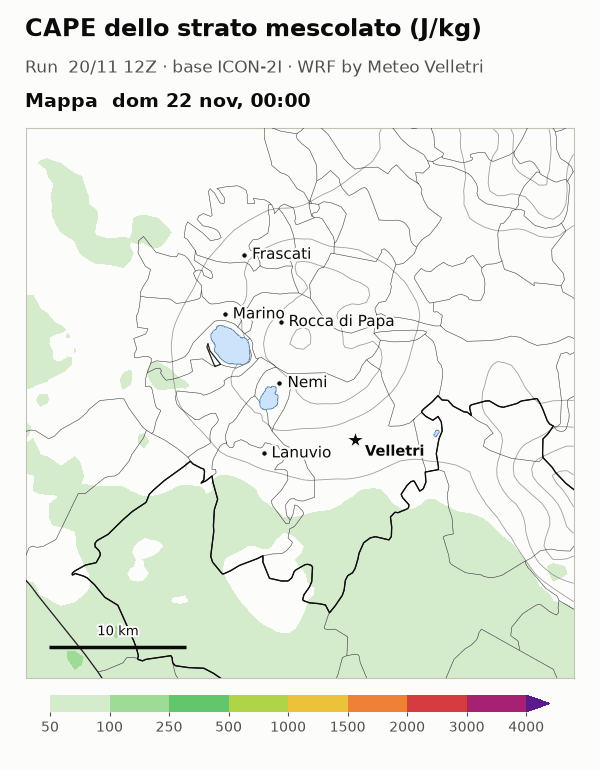 CAPE dello strato mescolato (J/kg)
Run  20/11 12Z · base ICON-2I · WRF by Meteo Velletri
Mappa  dom 22 nov, 00:00
Frascati
Marino
Rocca di Papa
Nemi
Velletri
Lanuvio
10 km
50 100 250 500 1000 1500 2000 3000 4000